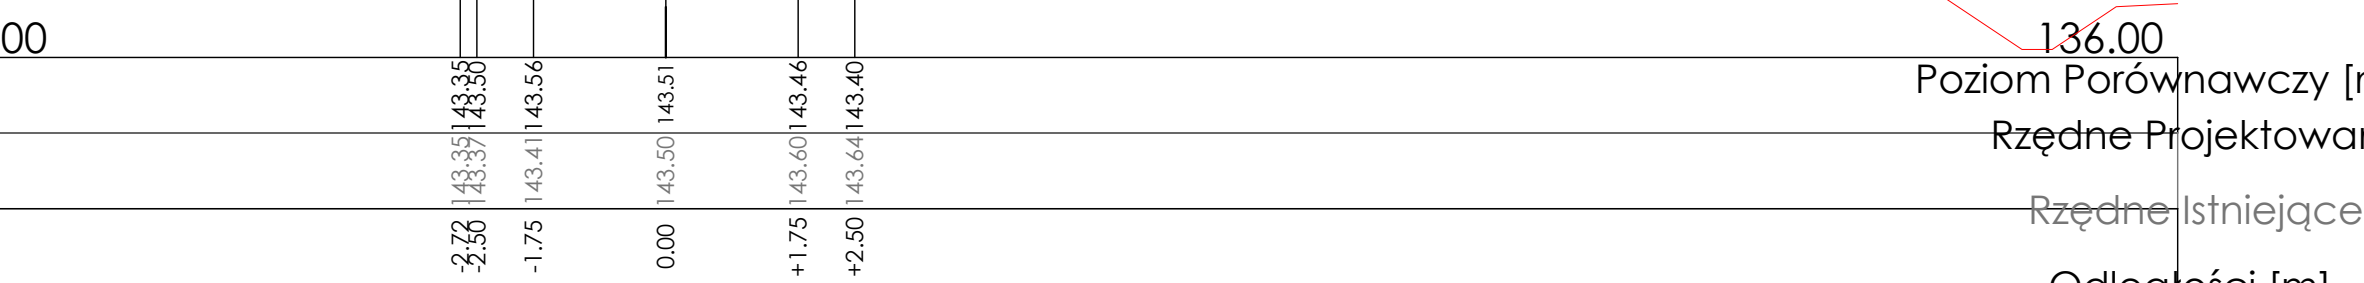 00 136.00
Poziom Porównawczy [
143.35 143.50 143.56 143.51 143.46 143.40
Rzędne Projektowa
143.35 143.37 143.41 143.50 143.60 143.64
Rzędne Istniejące
-2.72 -2.50 -1.75 0.00 +1.75 +2.50
Odległości [m]